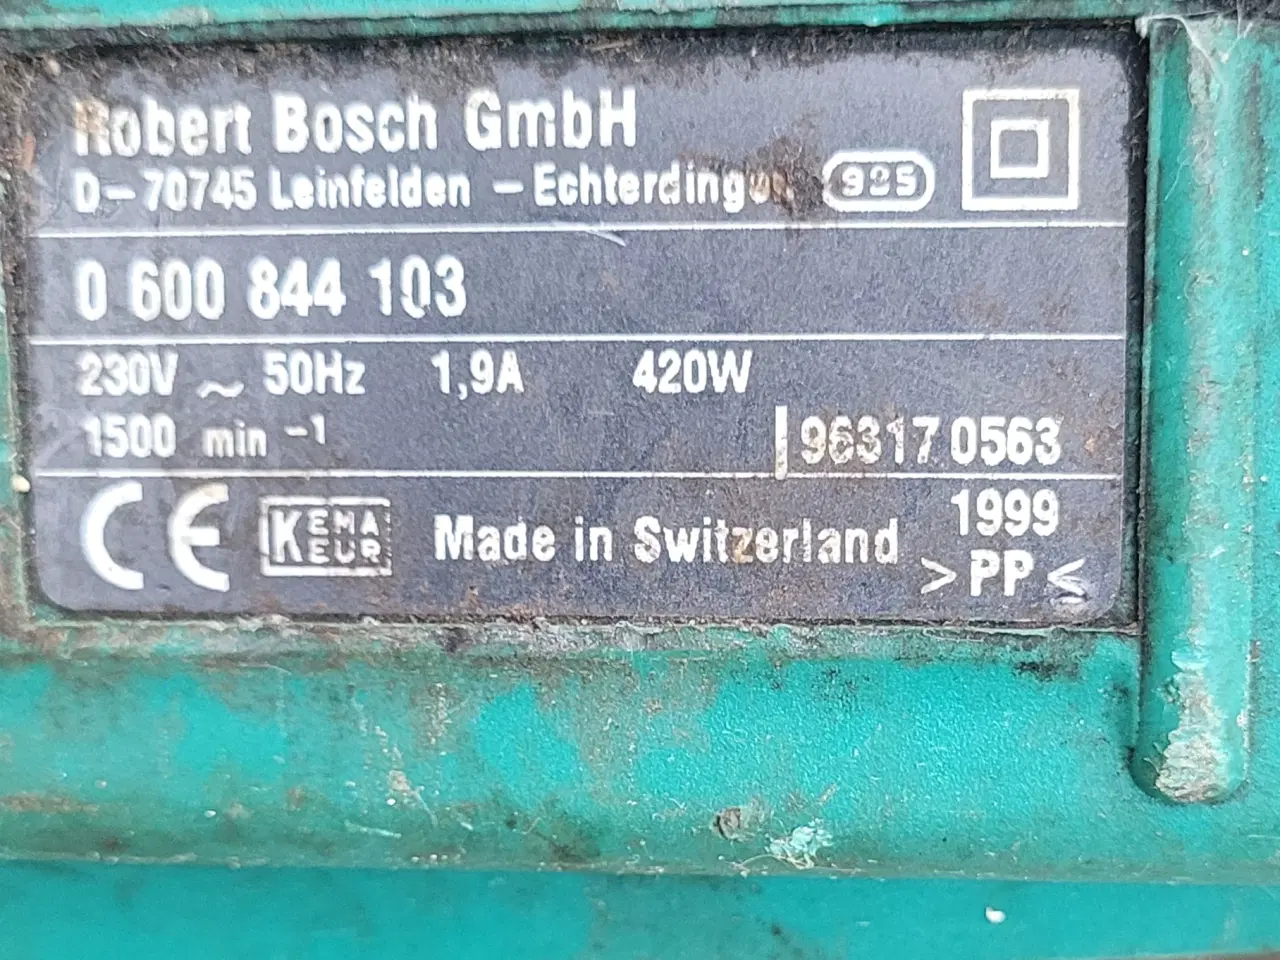 Robert Bosch GmbH
D-70745 Leinfelden - Echterdingen 925
0 600 844 103
230V ~ 50Hz 1,9A 420W
1500 min -1
963170563
CE KEMA KEUR Made in Switzerland 1999
>PP<